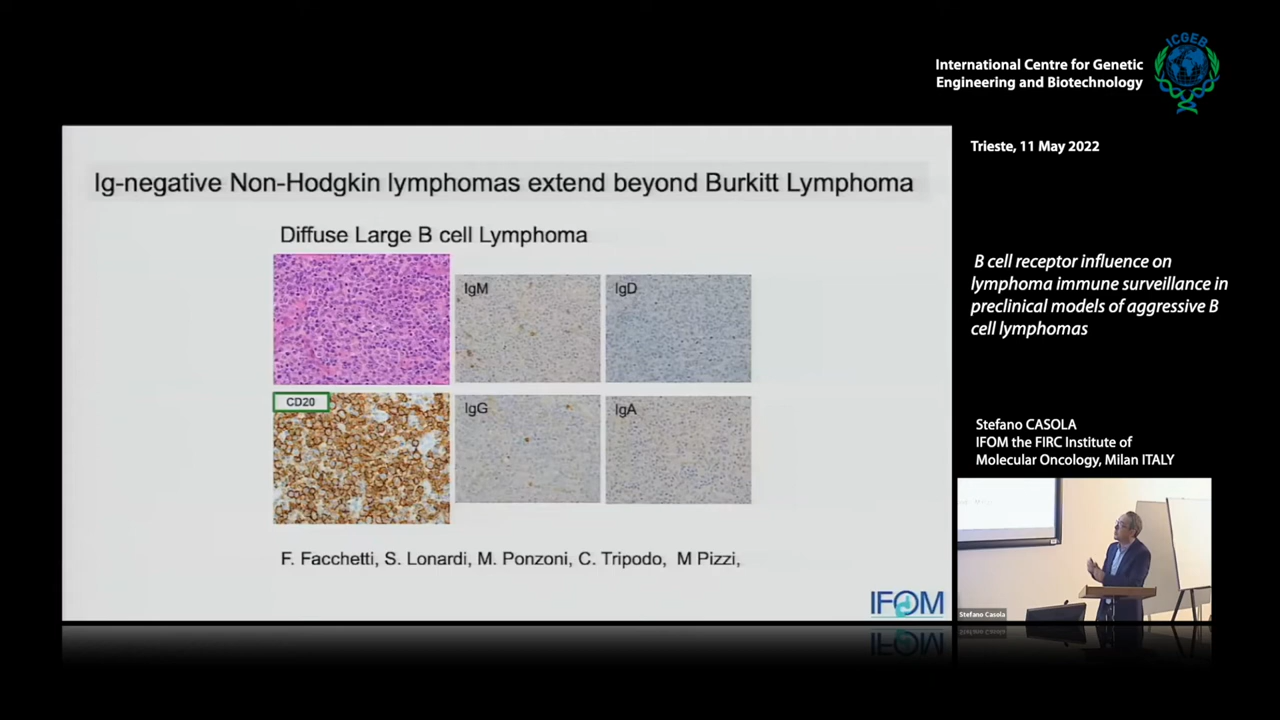 International Centre for Genetic
Engineering and Biotechnology
ICGEB
Trieste, 11 May 2022
Ig-negative Non-Hodgkin lymphomas extend beyond Burkitt Lymphoma
Diffuse Large B cell Lymphoma
IgM
IgD
CD20
IgG
IgA
F. Facchetti, S. Lonardi, M. Ponzoni, C. Tripodo, M Pizzi,
IFOM
B cell receptor influence on
lymphoma immune surveillance in
preclinical models of aggressive B
cell lymphomas
Stefano CASOLA
IFOM the FIRC Institute of
Molecular Oncology, Milan ITALY
Stefano Casola